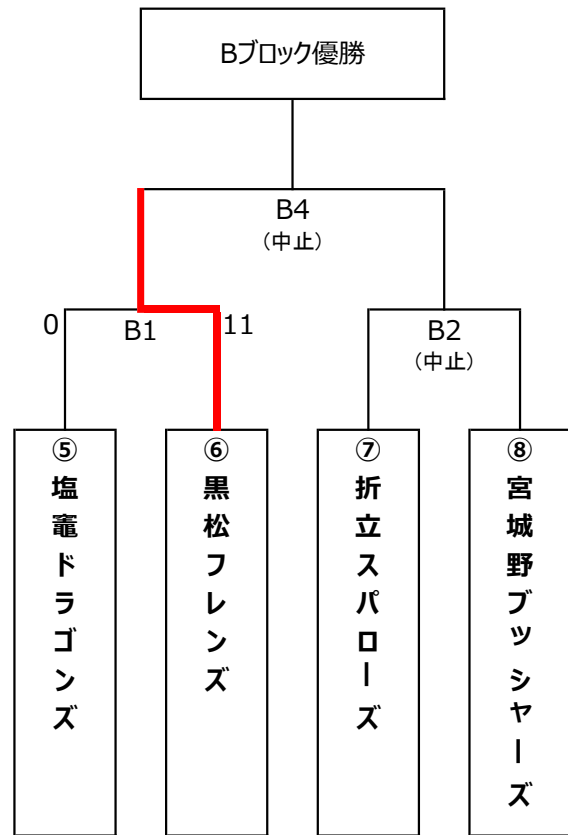 Bブロック優勝
B4
（中止）
0
B1
11
B2
（中止）
⑤塩竈ドラゴンズ
⑥黒松フレンズ
⑦折立スパローズ
⑧宮城野ブッシャーズ